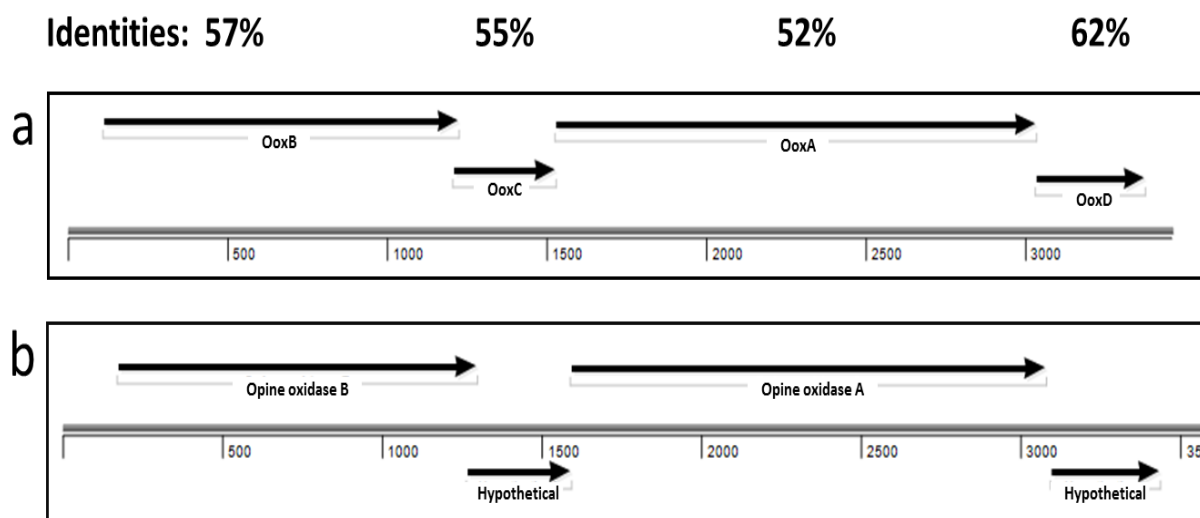 Identities: 57% 55% 52% 62%
a
OoxB
OoxA
OoxC
OoxD
500 1000 1500 2000 2500 3000
b
Opine oxidase B
Opine oxidase A
500 1000 1500 2000 2500 3000 35
Hypothetical
Hypothetical